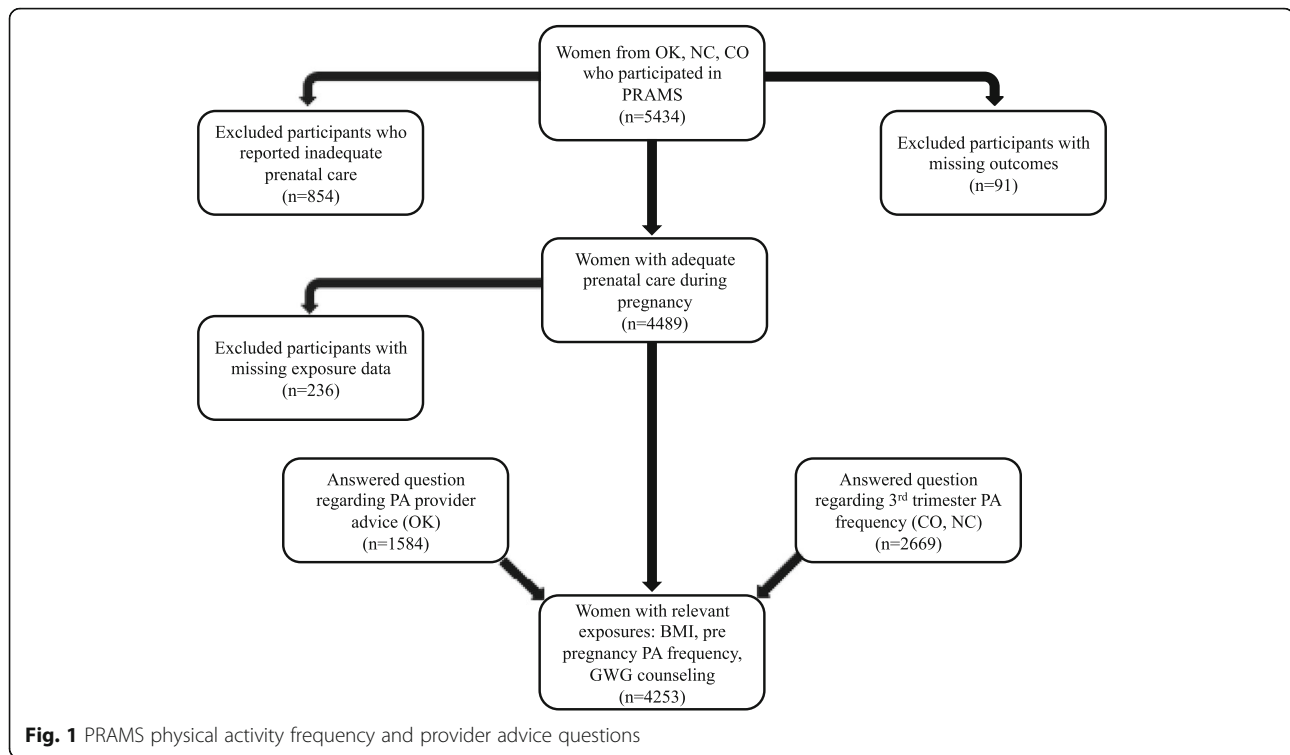 Women from OK, NC, CO
who participated in
PRAMS
(n=5434)
Excluded participants who
reported inadequate
prenatal care
(n=854)
Excluded participants with
missing outcomes
(n=91)
Women with adequate
prenatal care during
pregnancy
(n=4489)
Excluded participants with
missing exposure data
(n=236)
Answered question
regarding PA provider
advice (OK)
(n=1584)
Answered question
regarding 3rd trimester PA
frequency (CO, NC)
(n=2669)
Women with relevant
exposures: BMI, pre
pregnancy PA frequency,
GWG counseling
(n=4253)
Fig. 1 PRAMS physical activity frequency and provider advice questions